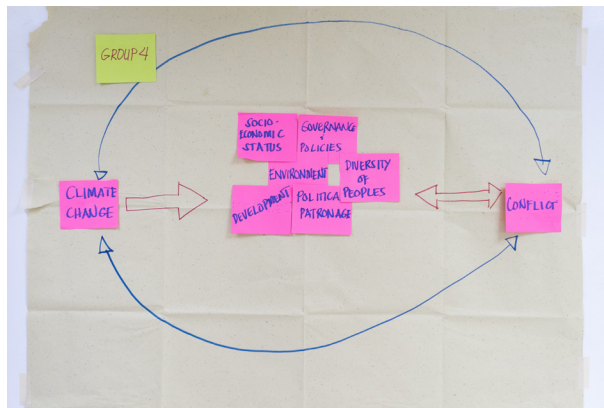 GROUP 4
SOCIO-
ECONOMIC
STATUS
GOVERNANCE
+
POLICIES
ENVIRONMENT
DIVERSITY
OF
PEOPLES
DEVELOPMENT
POLITICAL
PATRONAGE
CLIMATE
CHANGE
CONFLICT